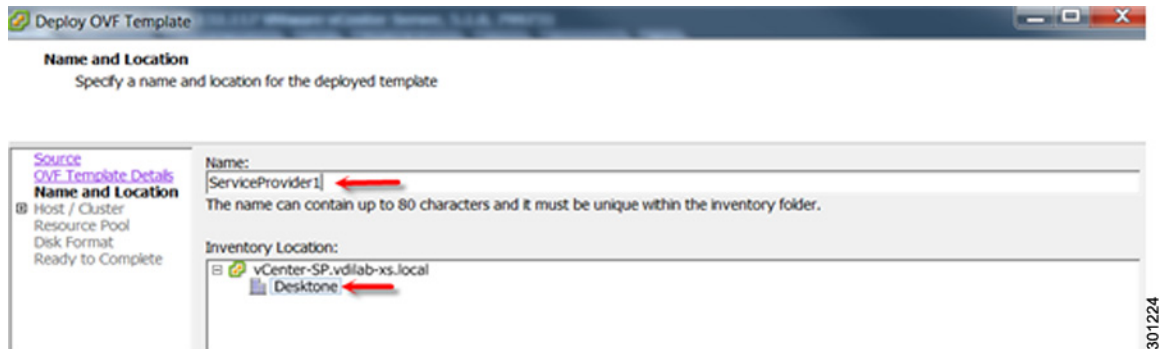 Deploy OVF Template
Name and Location
Specify a name and location for the deployed template
Source
OVF Template Details
Name and Location
Host / Cluster
Resource Pool
Disk Format
Ready to Complete
Name:
ServiceProvider1
The name can contain up to 80 characters and it must be unique within the inventory folder.
Inventory Location:
vCenter-SP.vdilab-xs.local
Desktone
301224